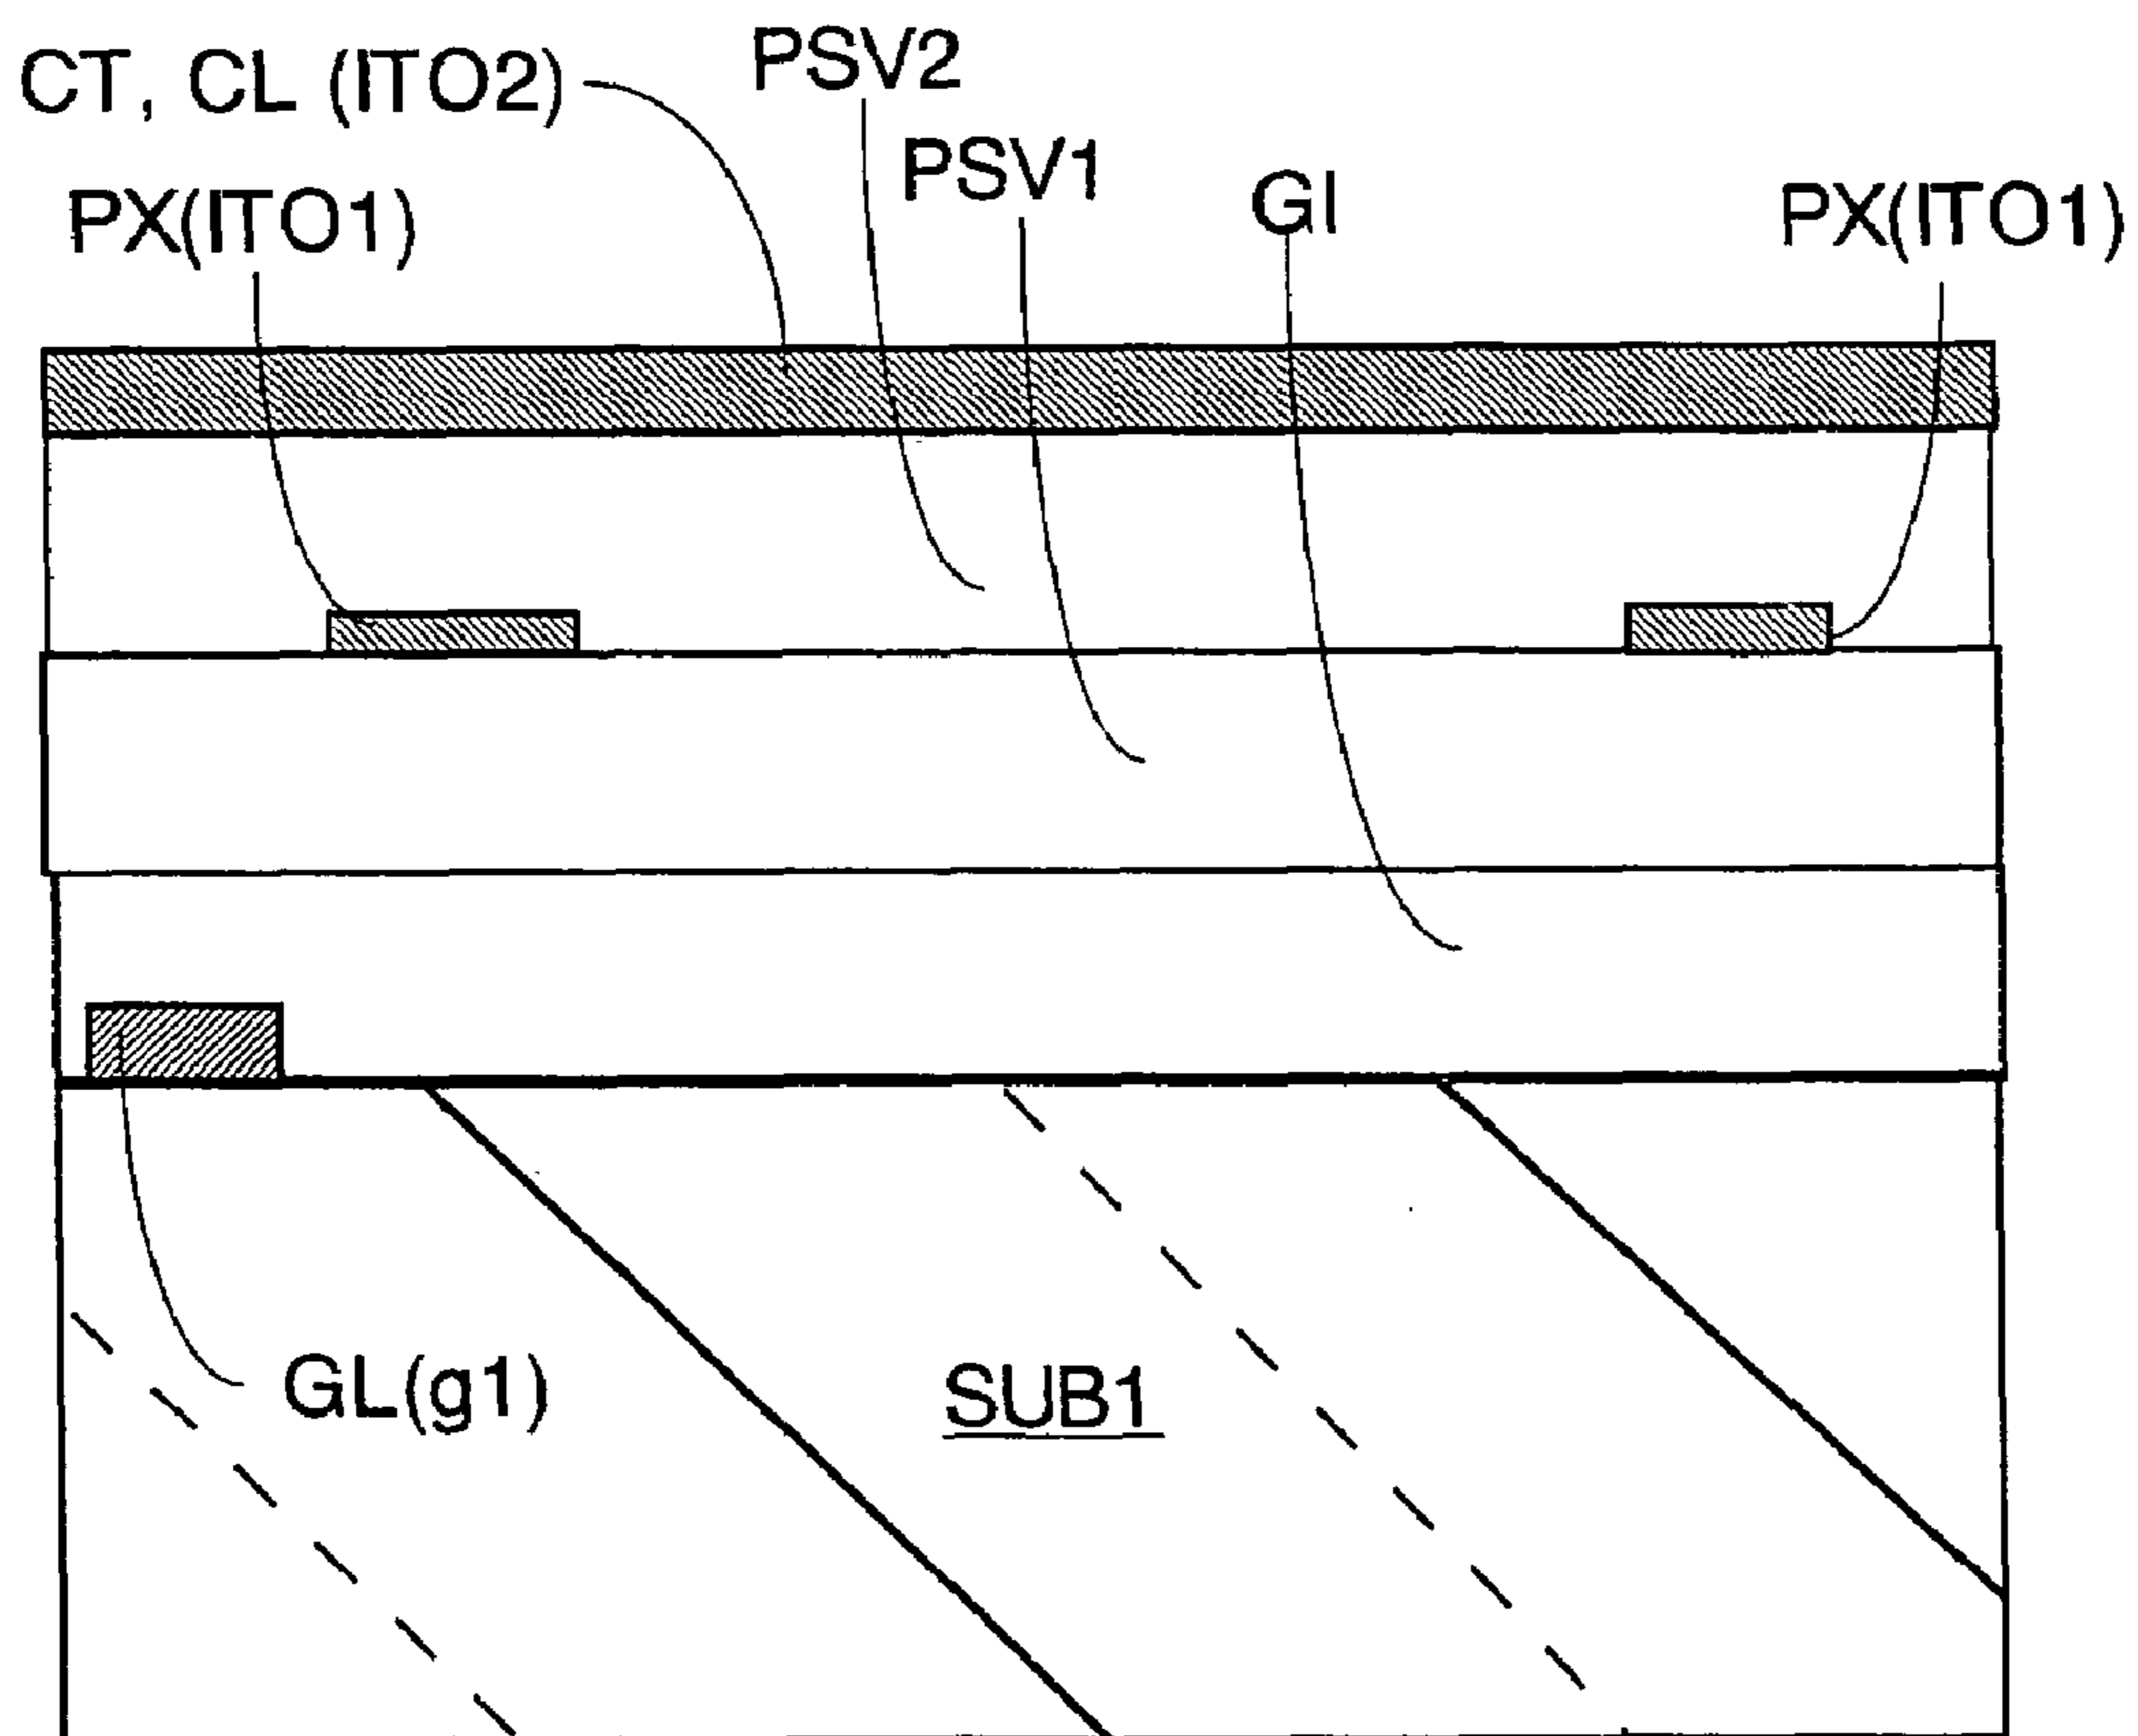 CT, CL (ITO2)
PSV2
PSV1
PX(ITO1)
GI
PX(ITO1)
GL(g1)
SUB1